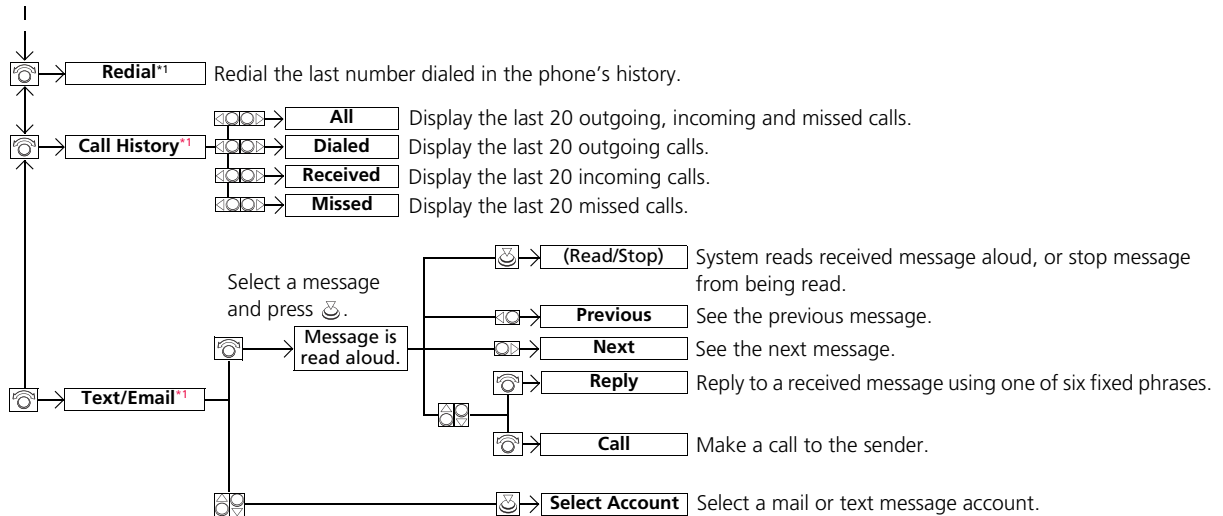 Redial*1 Redial the last number dialed in the phone's history.
Call History*1
All Display the last 20 outgoing, incoming and missed calls.
Dialed Display the last 20 outgoing calls.
Received Display the last 20 incoming calls.
Missed Display the last 20 missed calls.
Text/Email*1
Select a message
and press .
Message is
read aloud.
(Read/Stop) System reads received message aloud, or stop message
from being read.
Previous See the previous message.
Next See the next message.
Reply Reply to a received message using one of six fixed phrases.
Call Make a call to the sender.
Select Account Select a mail or text message account.